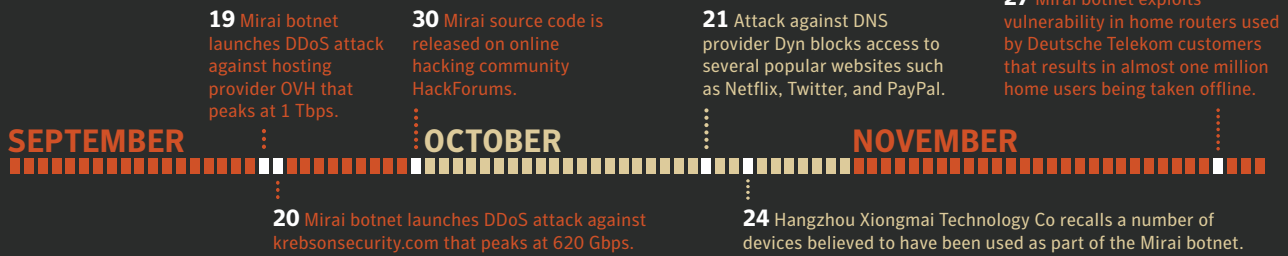 19 Mirai botnet
launches DDoS attack
against hosting
provider OVH that
peaks at 1 Tbps.
30 Mirai source code is
released on online
hacking community
HackForums.
21 Attack against DNS
provider Dyn blocks access to
several popular websites such
as Netflix, Twitter, and PayPal.
27 Mirai botnet exploits
vulnerability in home routers used
by Deutsche Telekom customers
that results in almost one million
home users being taken offline.
SEPTEMBER
OCTOBER
NOVEMBER
20 Mirai botnet launches DDoS attack against
krebsonsecurity.com that peaks at 620 Gbps.
24 Hangzhou Xiongmai Technology Co recalls a number of
devices believed to have been used as part of the Mirai botnet.